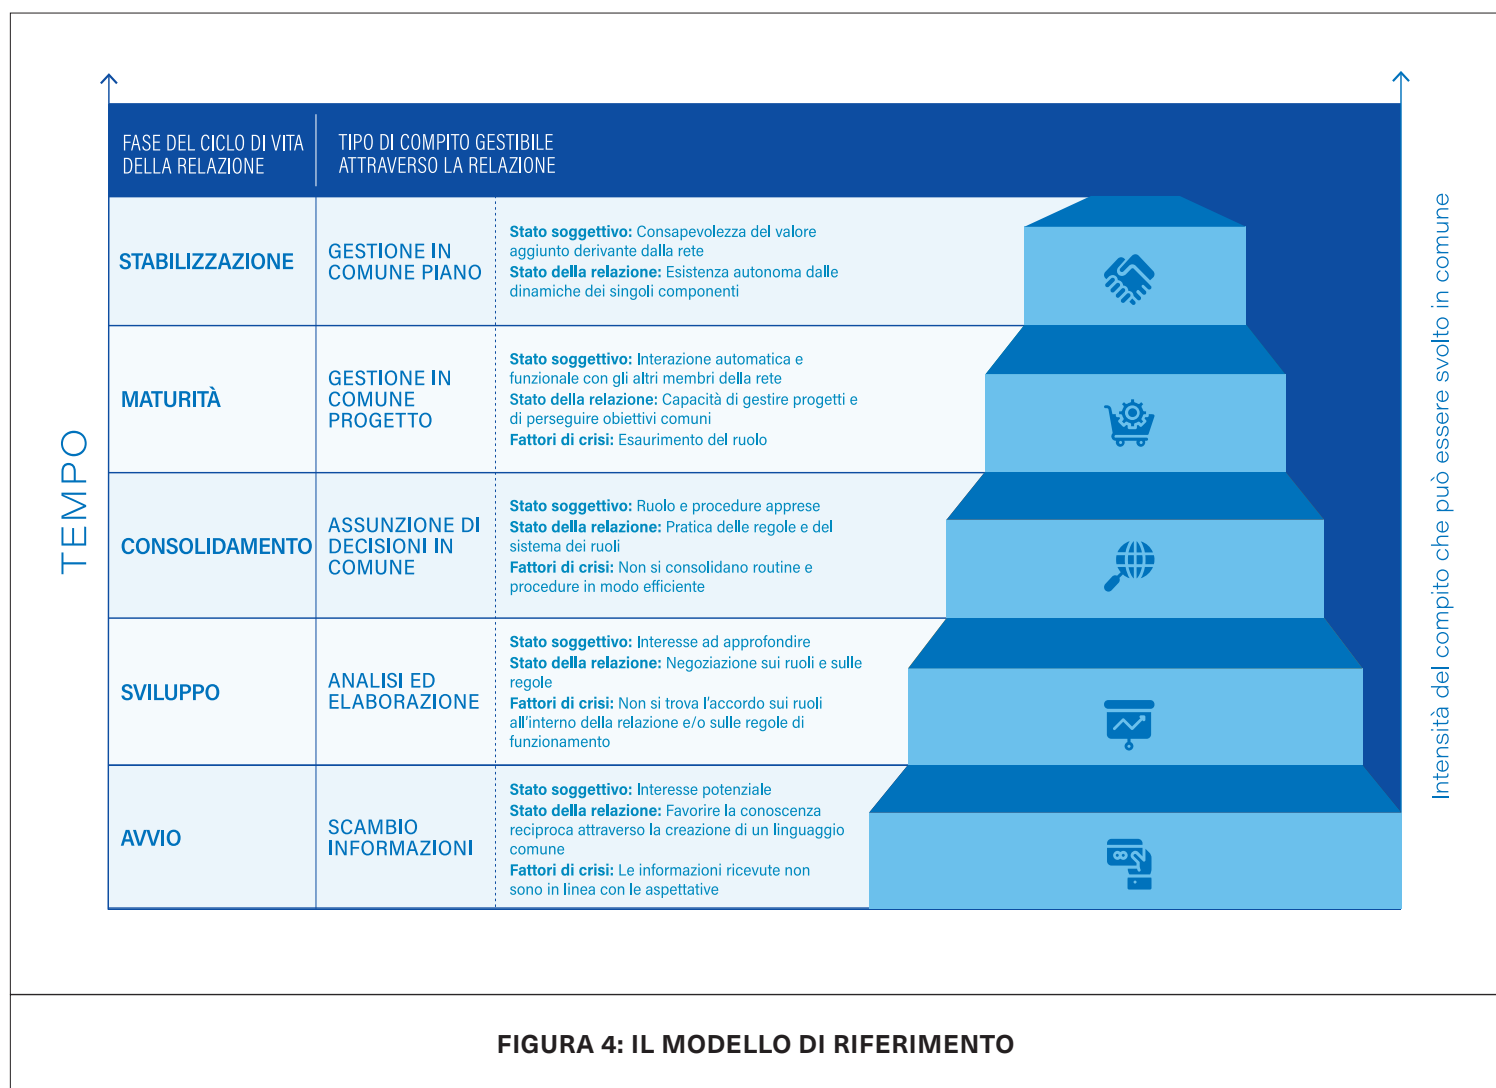 FASE DEL CICLO DI VITA
DELLA RELAZIONE
TIPO DI COMPITO GESTIBILE
ATTRAVERSO LA RELAZIONE
STABILIZZAZIONE
GESTIONE IN
COMUNE PIANO
Stato soggettivo: Consapevolezza del valore
aggiunto derivante dalla rete
Stato della relazione: Esistenza autonoma dalle
dinamiche dei singoli componenti
MATURITÀ
GESTIONE IN
COMUNE
PROGETTO
Stato soggettivo: Interazione automatica e
funzionale con gli altri membri della rete
Stato della relazione: Capacità di gestire progetti e
di perseguire obiettivi comuni
Fattori di crisi: Esaurimento del ruolo
CONSOLIDAMENTO
ASSUNZIONE DI
DECISIONI IN
COMUNE
Stato soggettivo: Ruolo e procedure apprese
Stato della relazione: Pratica delle regole e del
sistema dei ruoli
Fattori di crisi: Non si consolidano routine e
procedure in modo efficiente
SVILUPPO
ANALISI ED
ELABORAZIONE
Stato soggettivo: Interesse ad approfondire
Stato della relazione: Negoziazione sui ruoli e sulle
regole
Fattori di crisi: Non si trova l'accordo sui ruoli
all'interno della relazione e/o sulle regole di
funzionamento
AVVIO
SCAMBIO
INFORMAZIONI
Stato soggettivo: Interesse potenziale
Stato della relazione: Favorire la conoscenza
reciproca attraverso la creazione di un linguaggio
comune
Fattori di crisi: Le informazioni ricevute non
sono in linea con le aspettative
TEMPO
Intensità del compito che può essere svolto in comune
FIGURA 4: IL MODELLO DI RIFERIMENTO